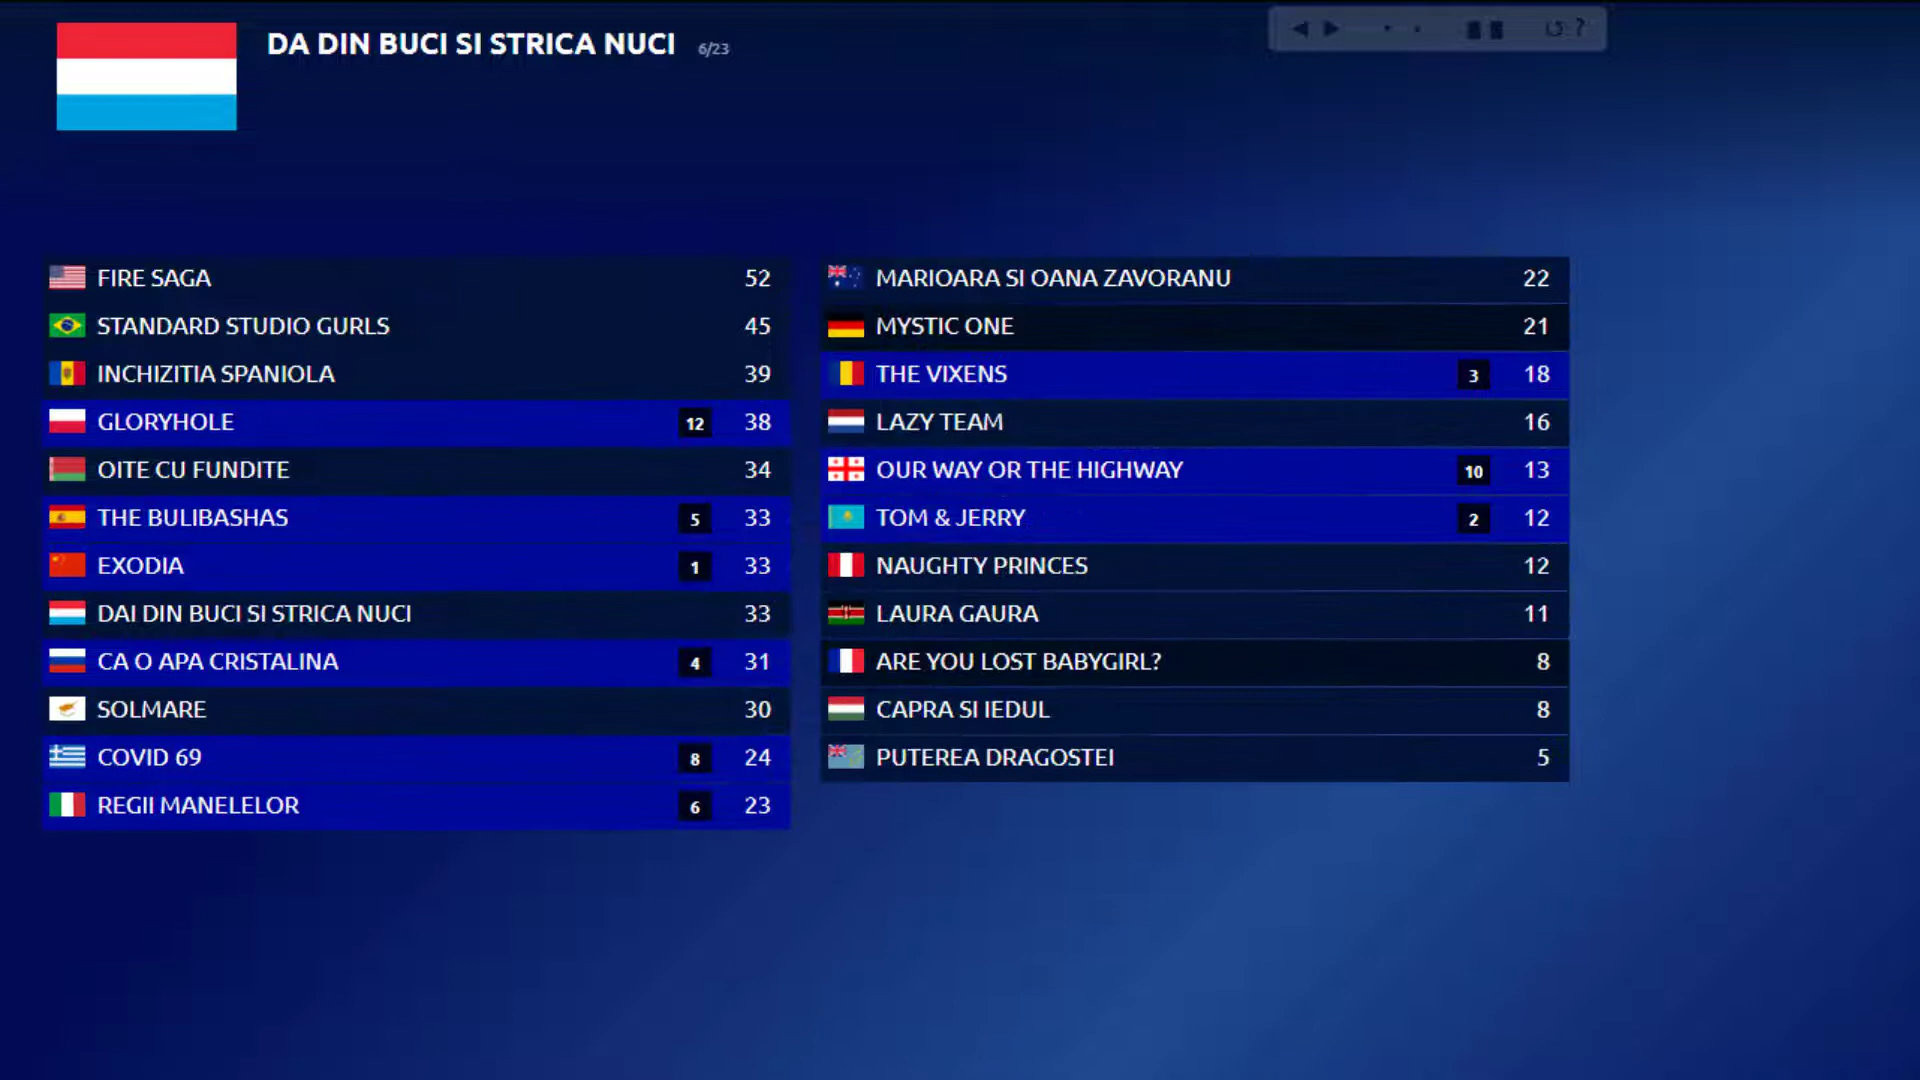 DA DIN BUCI SI STRICA NUCI 6/23
?
FIRE SAGA 52
STANDARD STUDIO GURLS 45
INCHIZITIA SPANIOLA 39
GLORYHOLE 12 38
OITE CU FUNDITE 34
THE BULIBASHAS 5 33
EXODIA 1 33
DAI DIN BUCI SI STRICA NUCI 33
CA O APA CRISTALINA 4 31
SOLMARE 30
COVID 69 8 24
REGII MANELELOR 6 23
MARIOARA SI OANA ZAVORANU 22
MYSTIC ONE 21
THE VIXENS 3 18
LAZY TEAM 16
OUR WAY OR THE HIGHWAY 10 13
TOM & JERRY 2 12
NAUGHTY PRINCES 12
LAURA GAURA 11
ARE YOU LOST BABYGIRL? 8
CAPRA SI IEDUL 8
PUTEREA DRAGOSTEI 5